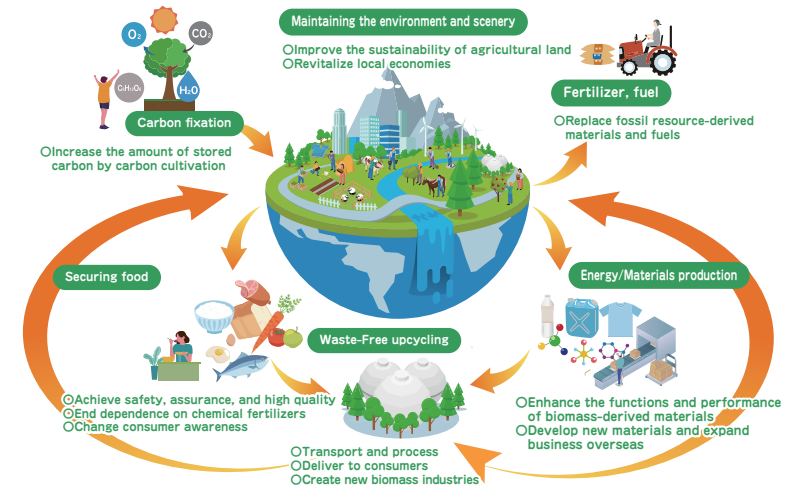 Maintaining the environment and scenery
○Improve the sustainability of agricultural land
○Revitalize local economies
O₂
CO₂
C₆H₁₂O₆
H₂O
Carbon fixation
○Increase the amount of stored
carbon by carbon cultivation
Fertilizer, fuel
○Replace fossil resource-derived
materials and fuels
Securing food
Energy/Materials production
Waste-Free upcycling
○Achieve safety, assurance, and high quality
○End dependence on chemical fertilizers
○Change consumer awareness
○Enhance the functions and performance
of biomass-derived materials
○Develop new materials and expand
business overseas
○Transport and process
○Deliver to consumers
○Create new biomass industries